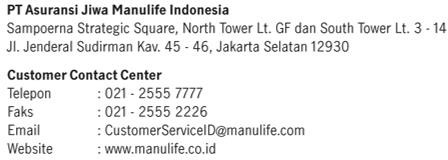 PT Asuransi Jiwa Manulife Indonesia
Sampoerna Strategic Square, North Tower Lt. GF dan South Tower Lt. 3 - 14
Jl. Jenderal Sudirman Kav. 45 - 46, Jakarta Selatan 12930
Customer Contact Center
Telepon : 021 - 2555 7777
Faks : 021 - 2555 2226
Email : CustomerServiceID@manulife.com
Website : www.manulife.co.id